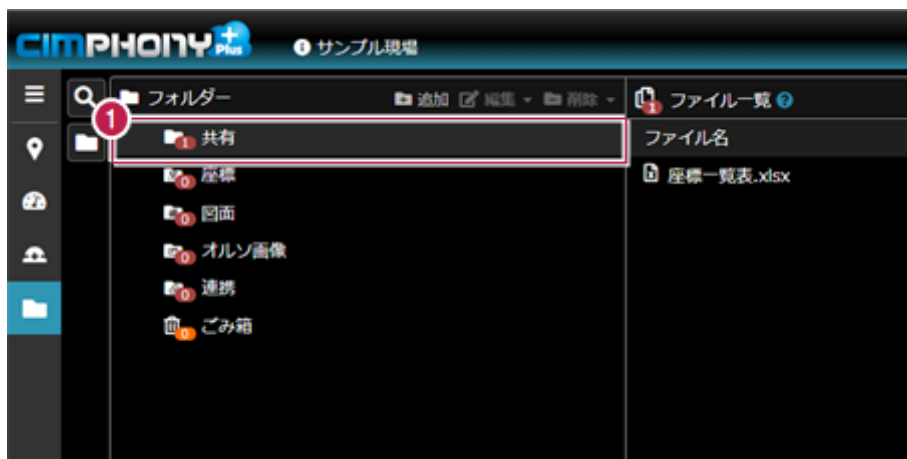 CIMPHONY Plus サンプル現場
フォルダー 追加 編集 削除
1 ファイル一覧
1
1 共有
ファイル名
0 座標
座標一覧表.xlsx
0 図面
0 オルソ画像
0 連携
0 ごみ箱